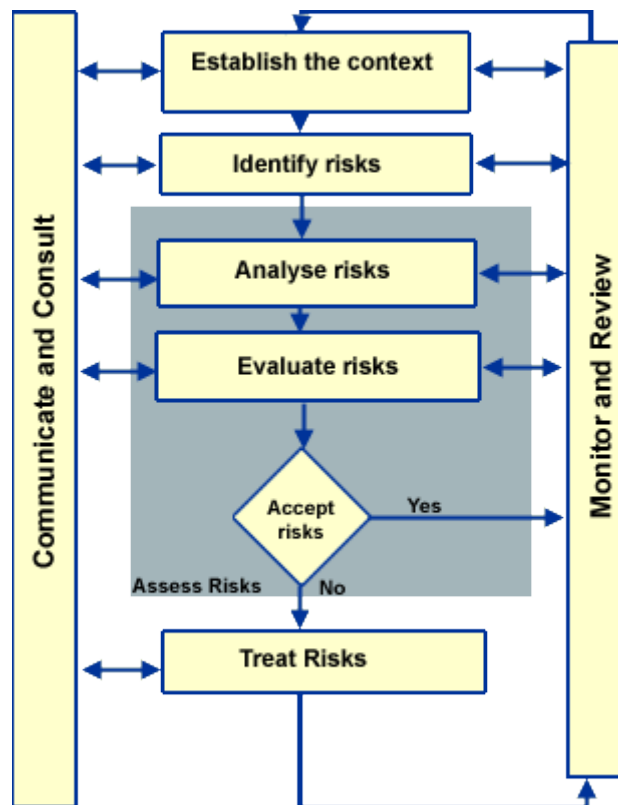 Communicate and Consult
Establish the context
Identify risks
Analyse risks
Evaluate risks
Accept
risks
Yes
Assess Risks
No
Treat Risks
Monitor and Review